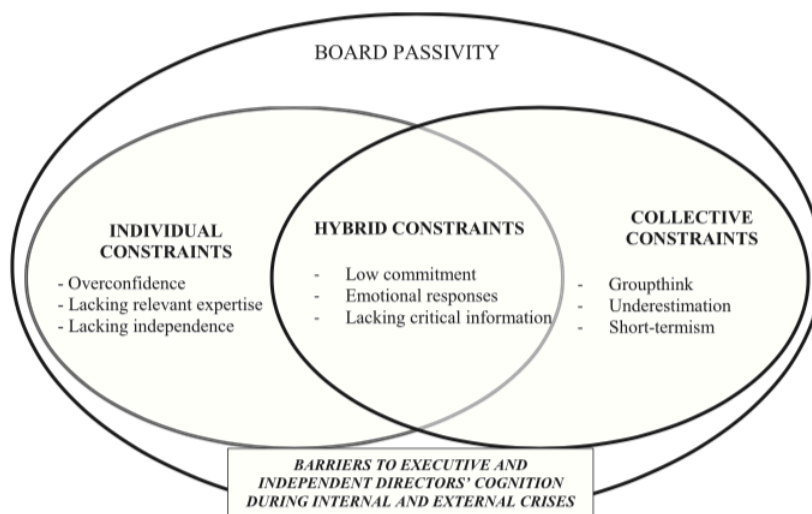 BOARD PASSIVITY
INDIVIDUAL
CONSTRAINTS
- Overconfidence
- Lacking relevant expertise
- Lacking independence
HYBRID CONSTRAINTS
- Low commitment
- Emotional responses
- Lacking critical information
COLLECTIVE
CONSTRAINTS
- Groupthink
- Underestimation
- Short-termism
BARRIERS TO EXECUTIVE AND
INDEPENDENT DIRECTORS' COGNITION
DURING INTERNAL AND EXTERNAL CRISES